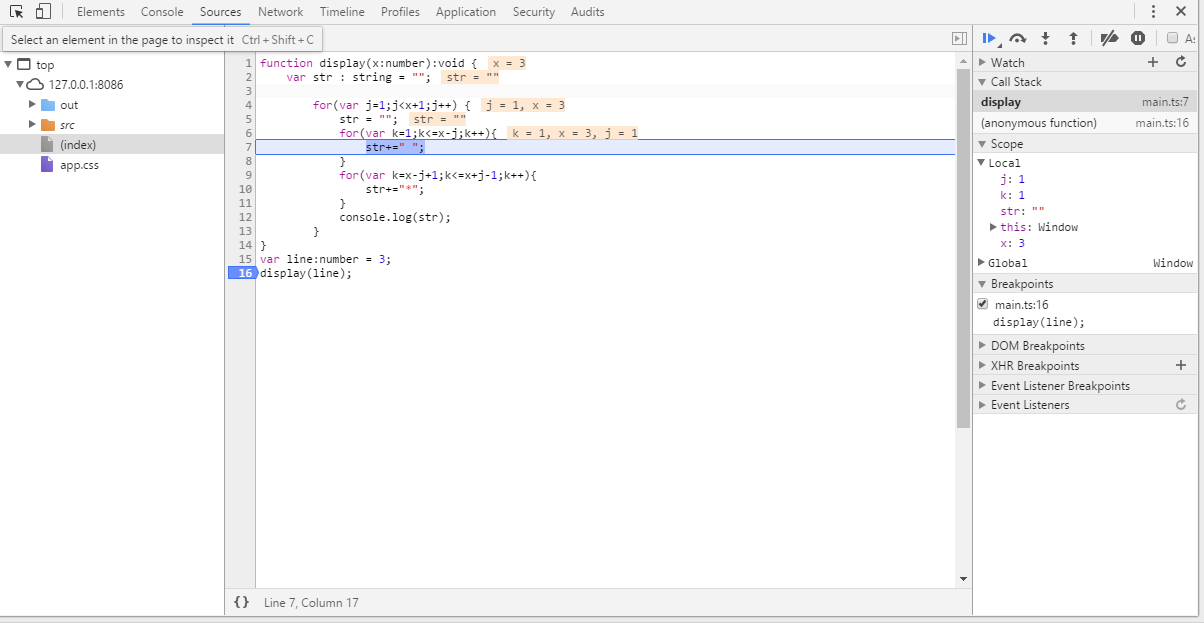 Elements Console Sources Network Timeline Profiles Application Security Audits
Select an element in the page to inspect it Ctrl + Shift + C
top
127.0.0.1:8086
out
src
(index)
app.css
1 function display(x:number):void { x = 3
2 var str : string = ""; str = ""
3
4 for(var j=1;j<x+1;j++) { j = 1, x = 3
5 str = ""; str = ""
6 for(var k=1;k<=x-j;k++){ k = 1, x = 3, j = 1
7 str+=" ";
8 }
9 for(var k=x-j+1;k<=x+j-1;k++){
10 str+="*";
11 }
12 console.log(str);
13 }
14 }
15 var line:number = 3;
16 display(line);
{} Line 7, Column 17
As
Watch
Call Stack
display main.ts:7
(anonymous function) main.ts:16
Scope
Local
j: 1
k: 1
str: ""
this: Window
x: 3
Global Window
Breakpoints
main.ts:16
display(line);
DOM Breakpoints
XHR Breakpoints
Event Listener Breakpoints
Event Listeners